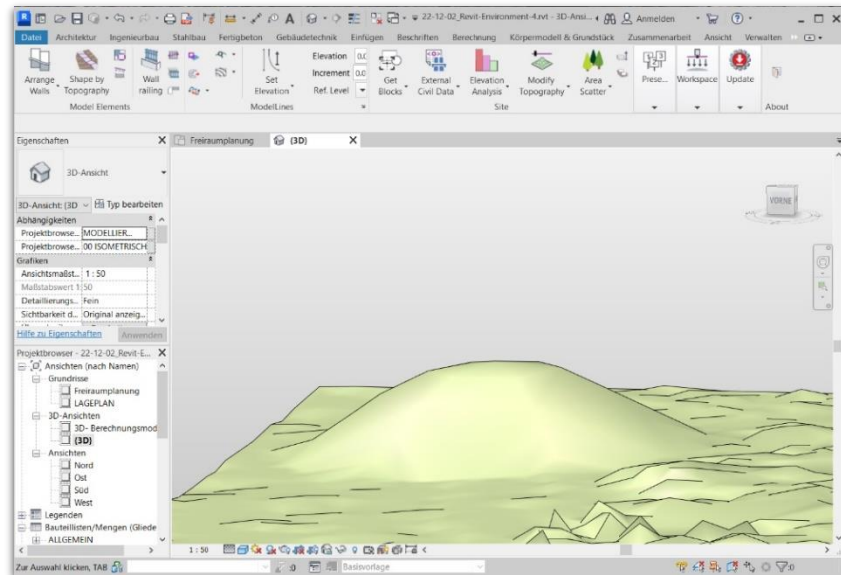 22-12-02_Revit-Environment-4.rvt - 3D-Ansi... Anmelden
Datei Architektur Ingenieurbau Stahlbau Fertigbeton Gebäudetechnik Einfügen Beschriften Berechnung Körpermodell & Grundstück Zusammenarbeit Ansicht Verwalten
Arrange Walls
Shape by Topography
Wall railing
Set Elevation
Elevation 0.0
Increment 0.0
Ref. Level
Get Blocks
External Civil Data
Elevation Analysis
Modify Topography
Area Scatter
Prese...
Workspace
Update
Model Elements ModelLines Site About
Eigenschaften X
Freiraumplanung {3D} X
3D-Ansicht
VORNE
3D-Ansicht: {3D Typ bearbeiten
Abhängigkeiten
Projektbrowse... MODELLIER...
Projektbrowse... 00 ISOMETRISCH
Grafiken
Ansichtsmaßst... 1 : 50
Maßstabswert 1: 50
Detaillierungs... Fein
Sichtbarkeit d... Original anzeig...
Hilfe zu Eigenschaften Anwenden
Projektbrowser - 22-12-02_Revit-E... X
Ansichten (nach Namen)
Grundrisse
Freiraumplanung
LAGEPLAN
3D-Ansichten
3D- Berechnungsmod
{3D}
Ansichten
Nord
Ost
Süd
West
Legenden
Bauteillisten/Mengen (Gliede
ALLGEMEIN
1 : 50
Zur Auswahl klicken, TAB :0 Basisvorlage :0